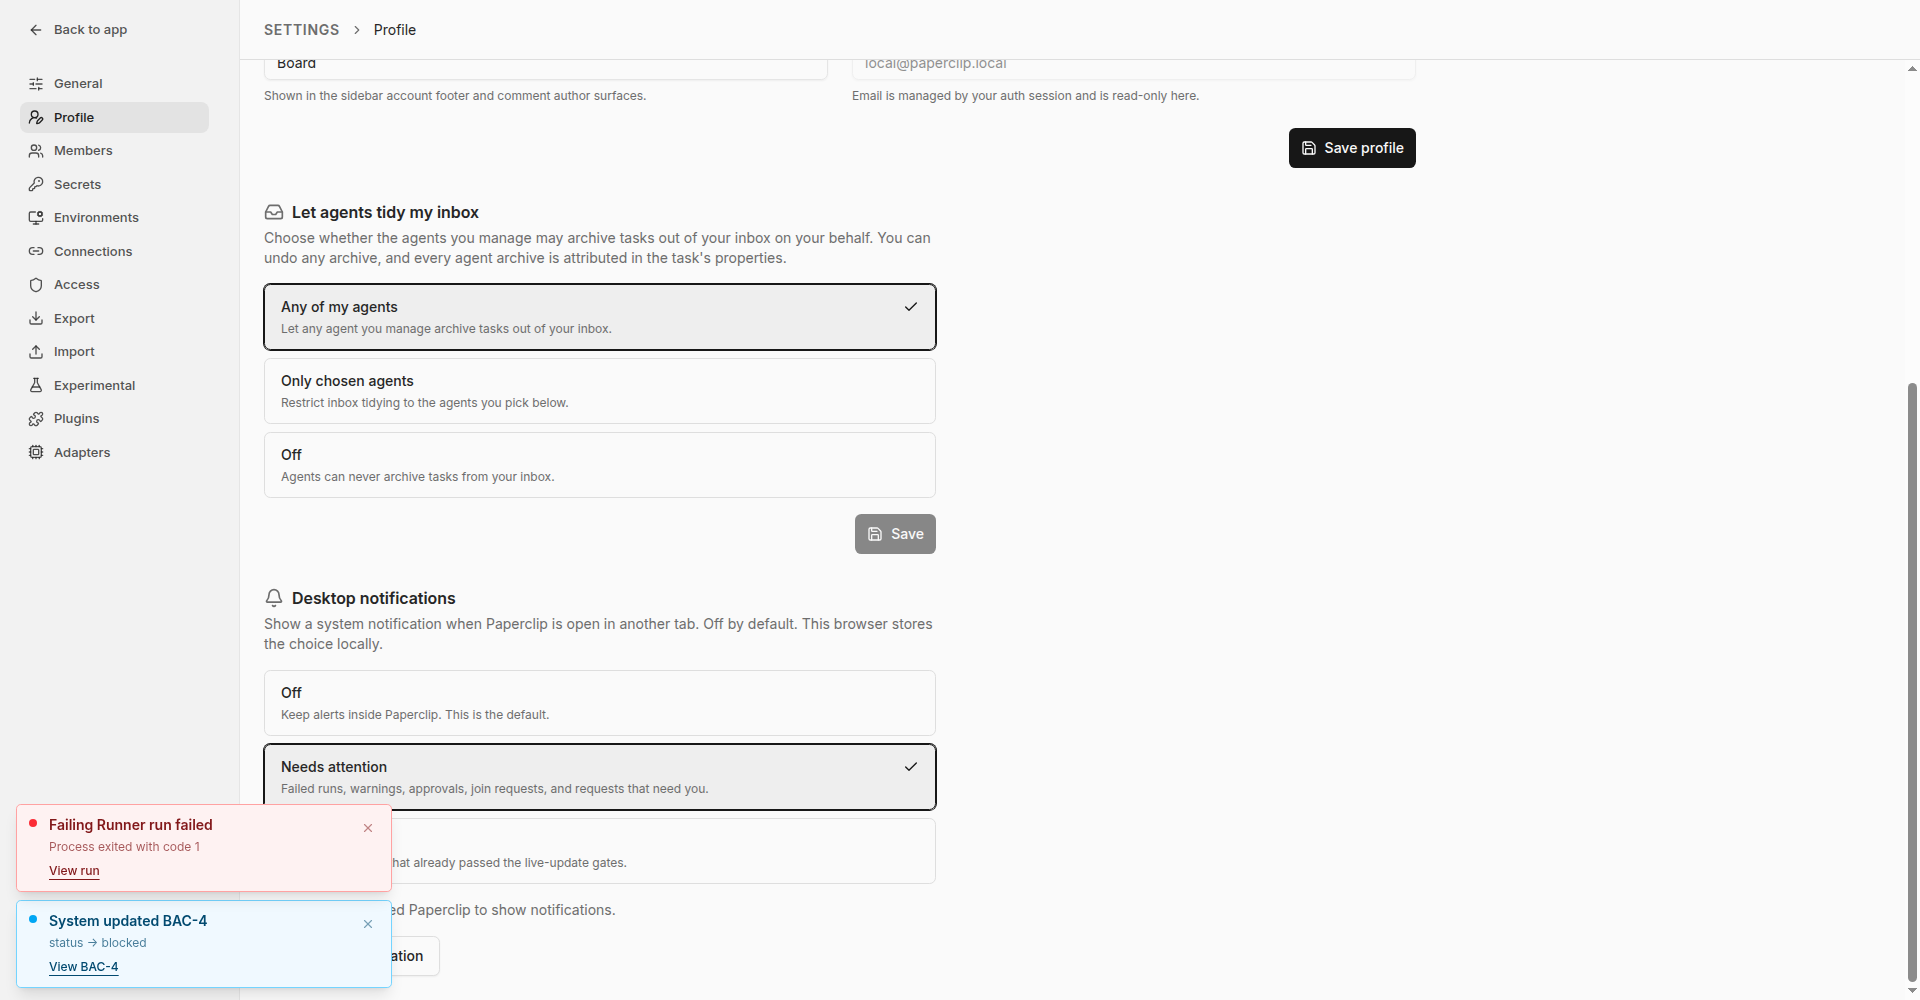 Back to app
SETTINGS > Profile
General
Profile
Members
Secrets
Environments
Connections
Access
Export
Import
Experimental
Plugins
Adapters
Board
local@paperclip.local
Shown in the sidebar account footer and comment author surfaces.
Email is managed by your auth session and is read-only here.
Save profile
Let agents tidy my inbox
Choose whether the agents you manage may archive tasks out of your inbox on your behalf. You can
undo any archive, and every agent archive is attributed in the task's properties.
Any of my agents
Let any agent you manage archive tasks out of your inbox.
Only chosen agents
Restrict inbox tidying to the agents you pick below.
Off
Agents can never archive tasks from your inbox.
Save
Desktop notifications
Show a system notification when Paperclip is open in another tab. Off by default. This browser stores
the choice locally.
Off
Keep alerts inside Paperclip. This is the default.
Needs attention
Failed runs, warnings, approvals, join requests, and requests that need you.
already passed the live-update gates.
Paperclip to show notifications.
Failing Runner run failed
Process exited with code 1
View run
System updated BAC-4
status → blocked
View BAC-4